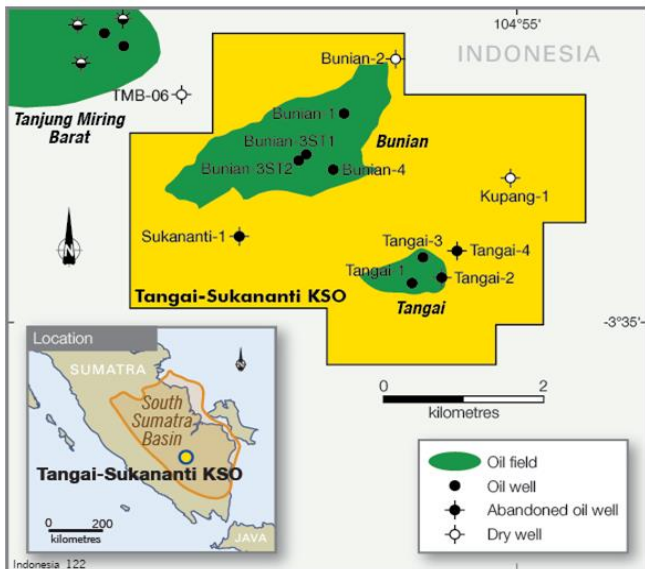 104°55'
INDONESIA
Bunian-2
TMB-06
Tanjung Miring
Barat
Bunian-1
Bunian-3ST1
Bunian
Bunian-3ST2
Bunian-4
Kupang-1
Sukananti-1
Tangai-3
Tangai-4
Tangai-1
Tangai-2
Tangai-Sukananti KSO
Tangai
-3°35'
N
0 2
kilometres
Location
N
SUMATRA
South
Sumatra
Basin
Tangai-Sukananti KSO
0 200
kilometres
JAVA
Oil field
Oil well
Abandoned oil well
Dry well
Indonesia 122